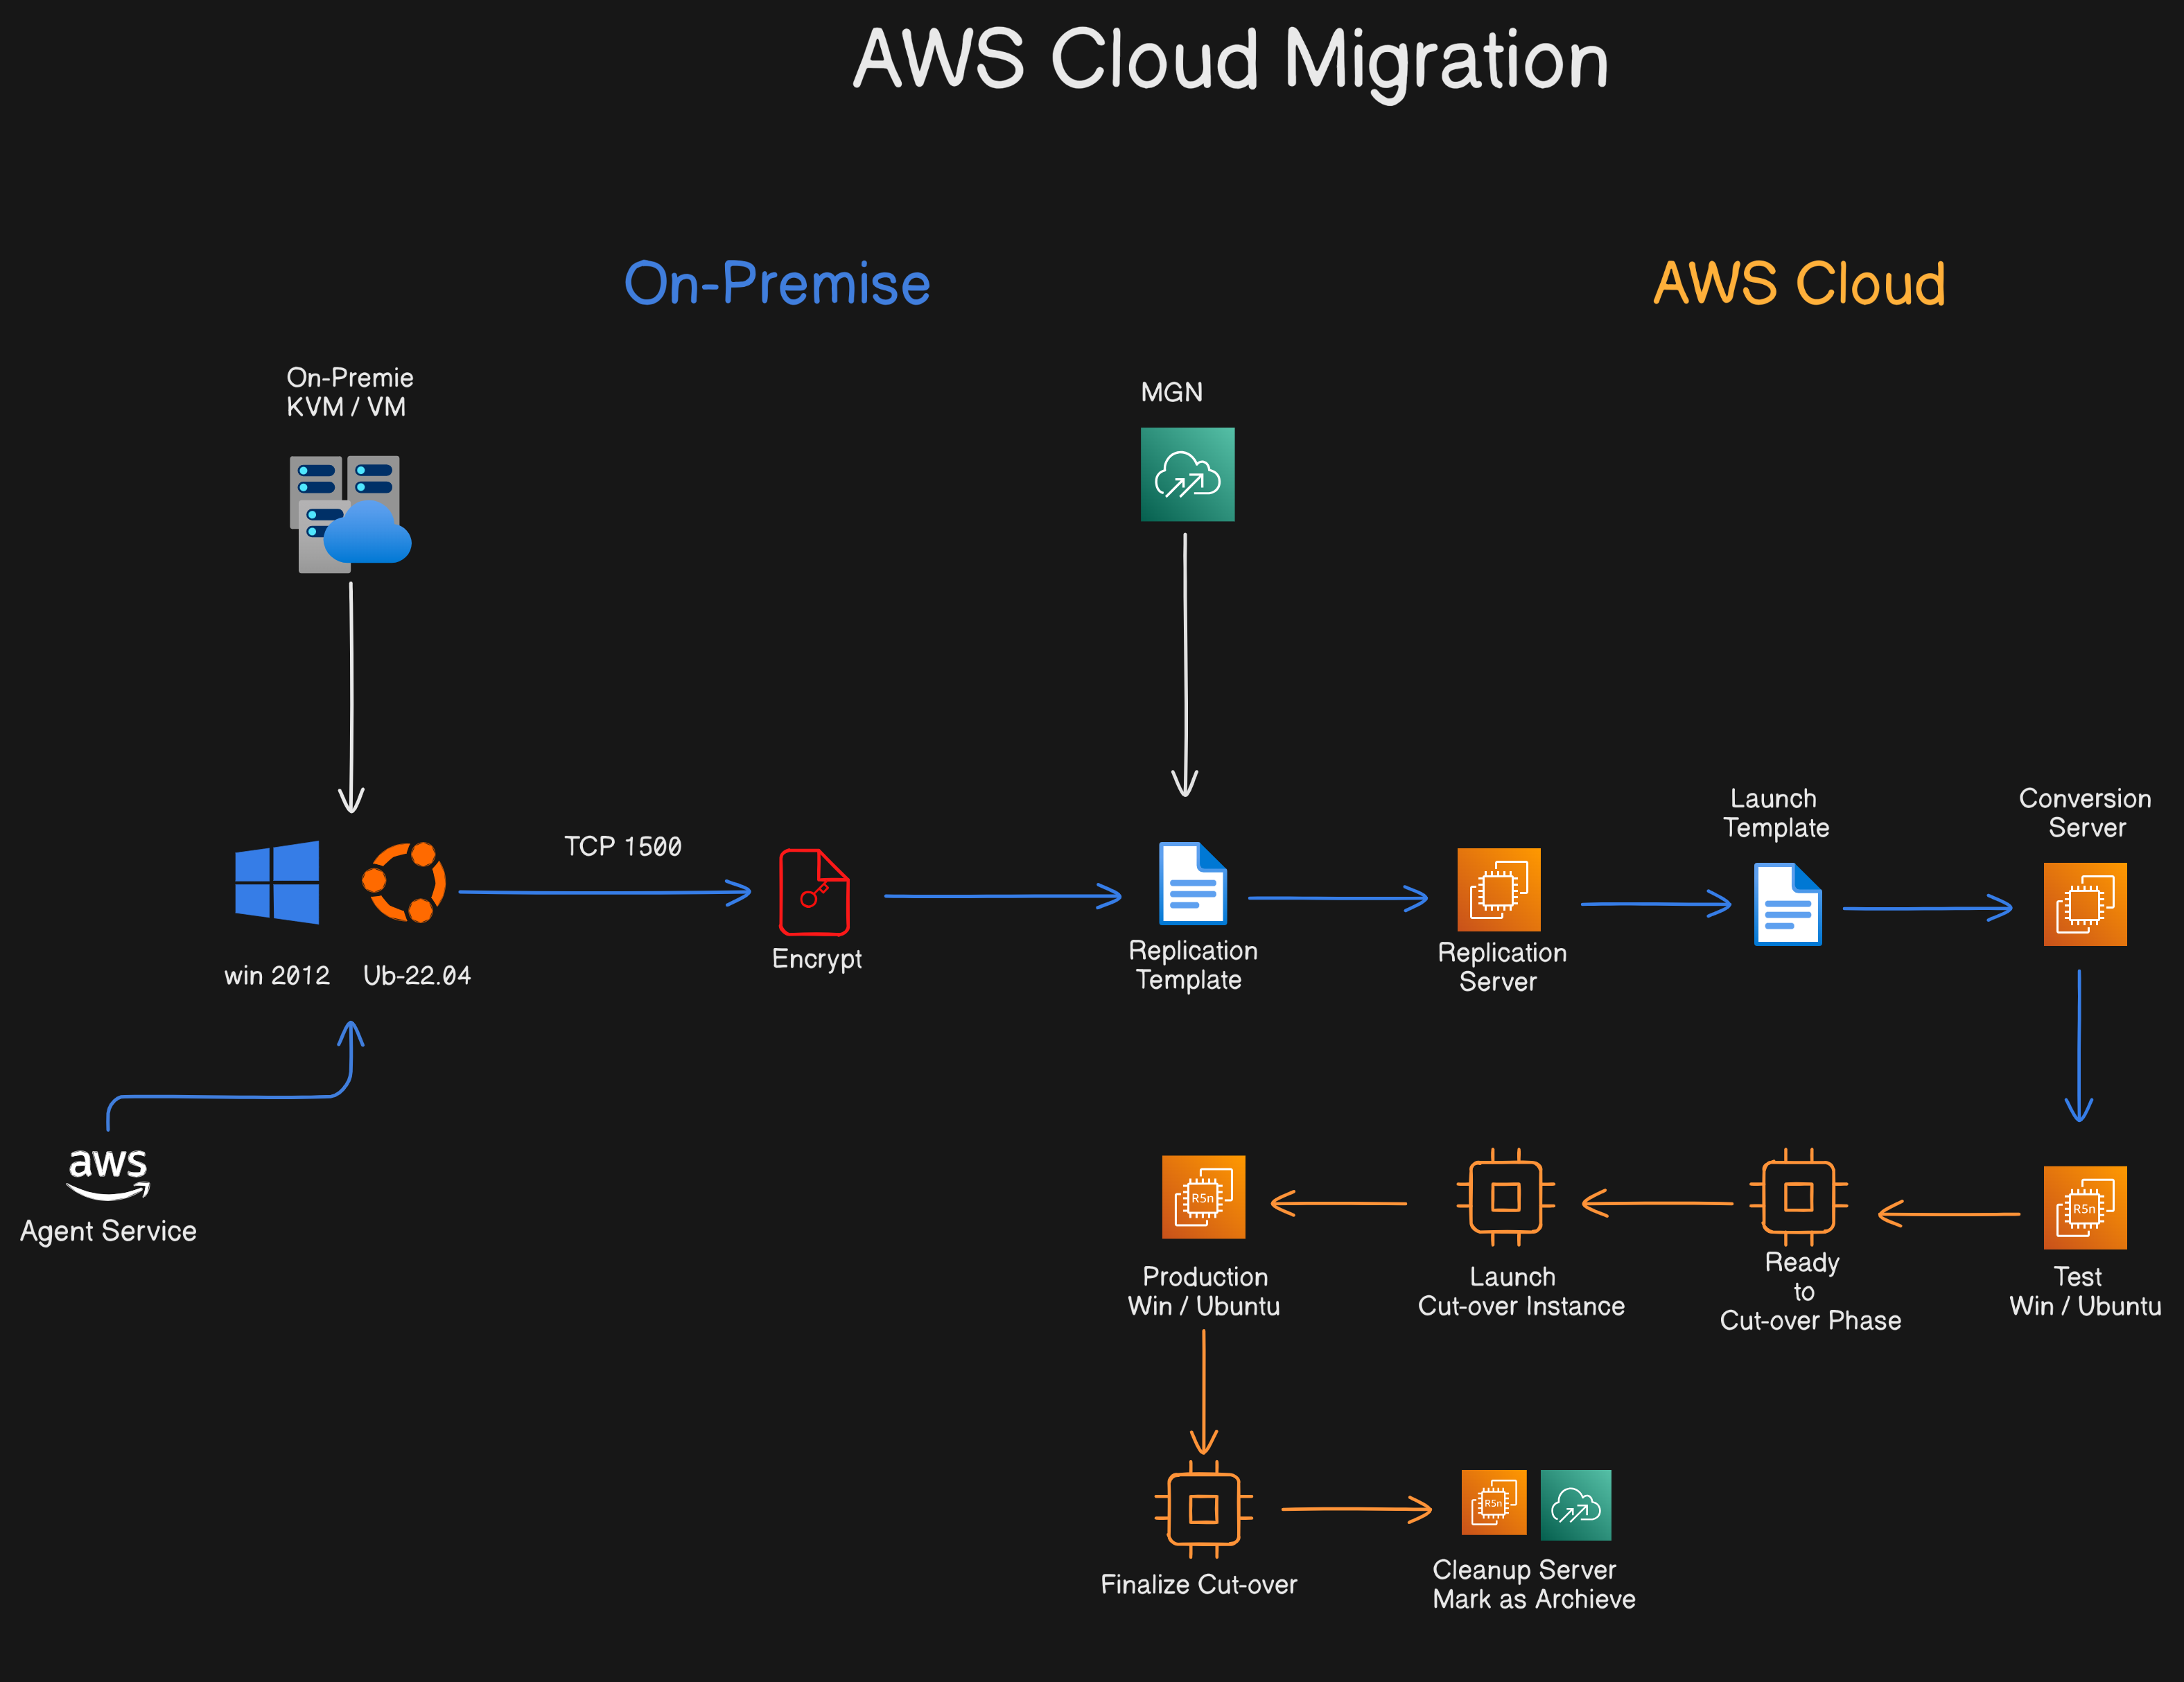 AWS Cloud Migration
On-Premise
AWS Cloud
On-Premie
KVM / VM
MGN
TCP 1500
Launch
Template
Conversion
Server
Encrypt
Replication
Template
Replication
Server
win 2012
Ub-22.04
aws
Agent Service
R5n
Production
Win / Ubuntu
Launch
Cut-over Instance
Ready
to
Cut-over Phase
R5n
Test
Win / Ubuntu
Finalize Cut-over
R5n
Cleanup Server
Mark as Archieve